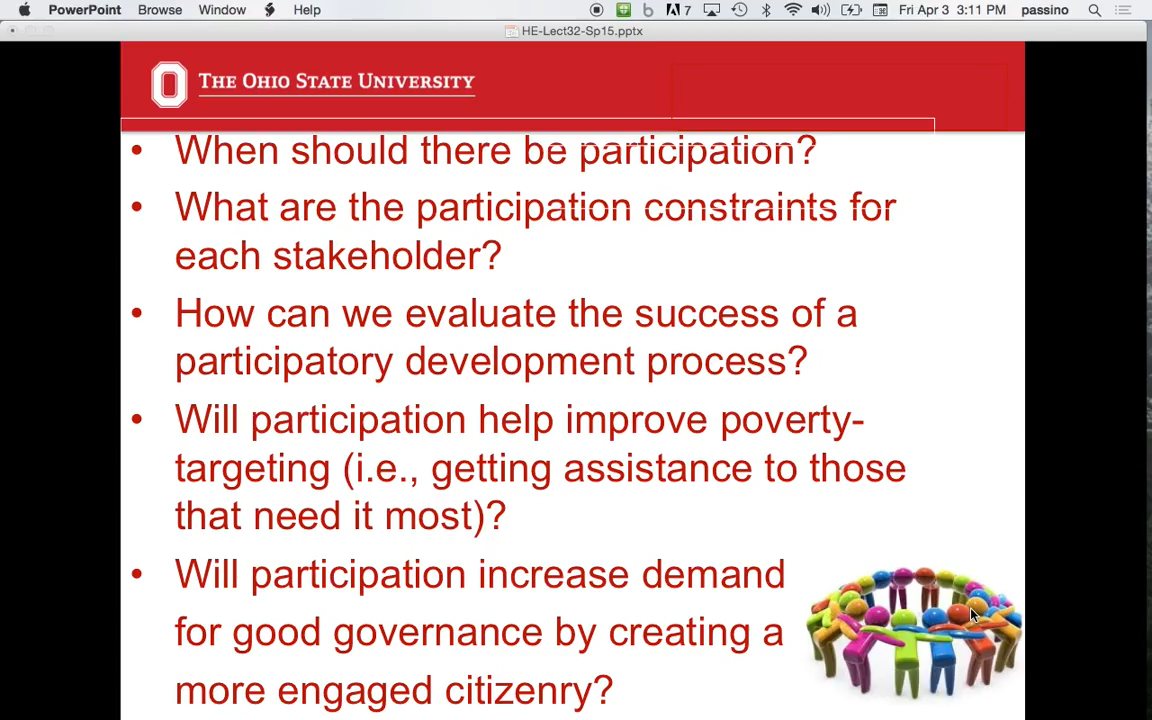 PowerPoint Browse Window Help 7 Fri Apr 3 3:11 PM passino
HE-Lect32-Sp15.pptx
THE OHIO STATE UNIVERSITY
• When should there be participation?
• What are the participation constraints for
each stakeholder?
• How can we evaluate the success of a
participatory development process?
• Will participation help improve poverty-
targeting (i.e., getting assistance to those
that need it most)?
• Will participation increase demand
for good governance by creating a
more engaged citizenry?